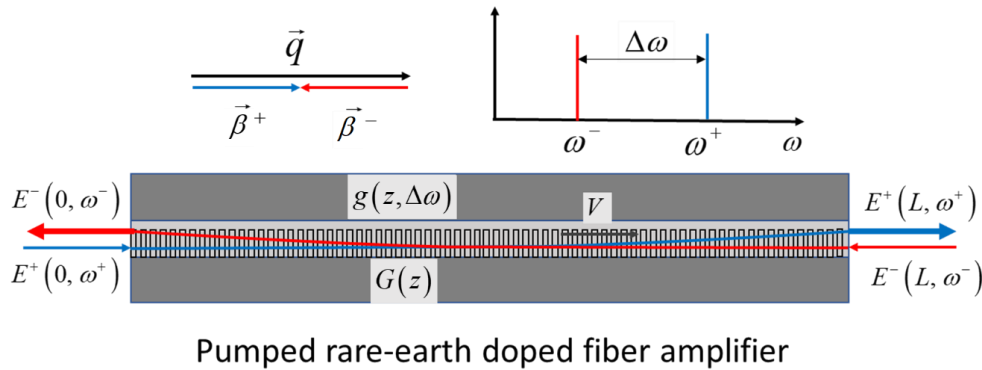 q⃗
β⃗⁺ β⃗⁻
Δω
ω⁻ ω⁺ ω
E⁻(0, ω⁻)
E⁺(0, ω⁺)
g(z, Δω)
V
G(z)
E⁺(L, ω⁺)
E⁻(L, ω⁻)
Pumped rare-earth doped fiber amplifier